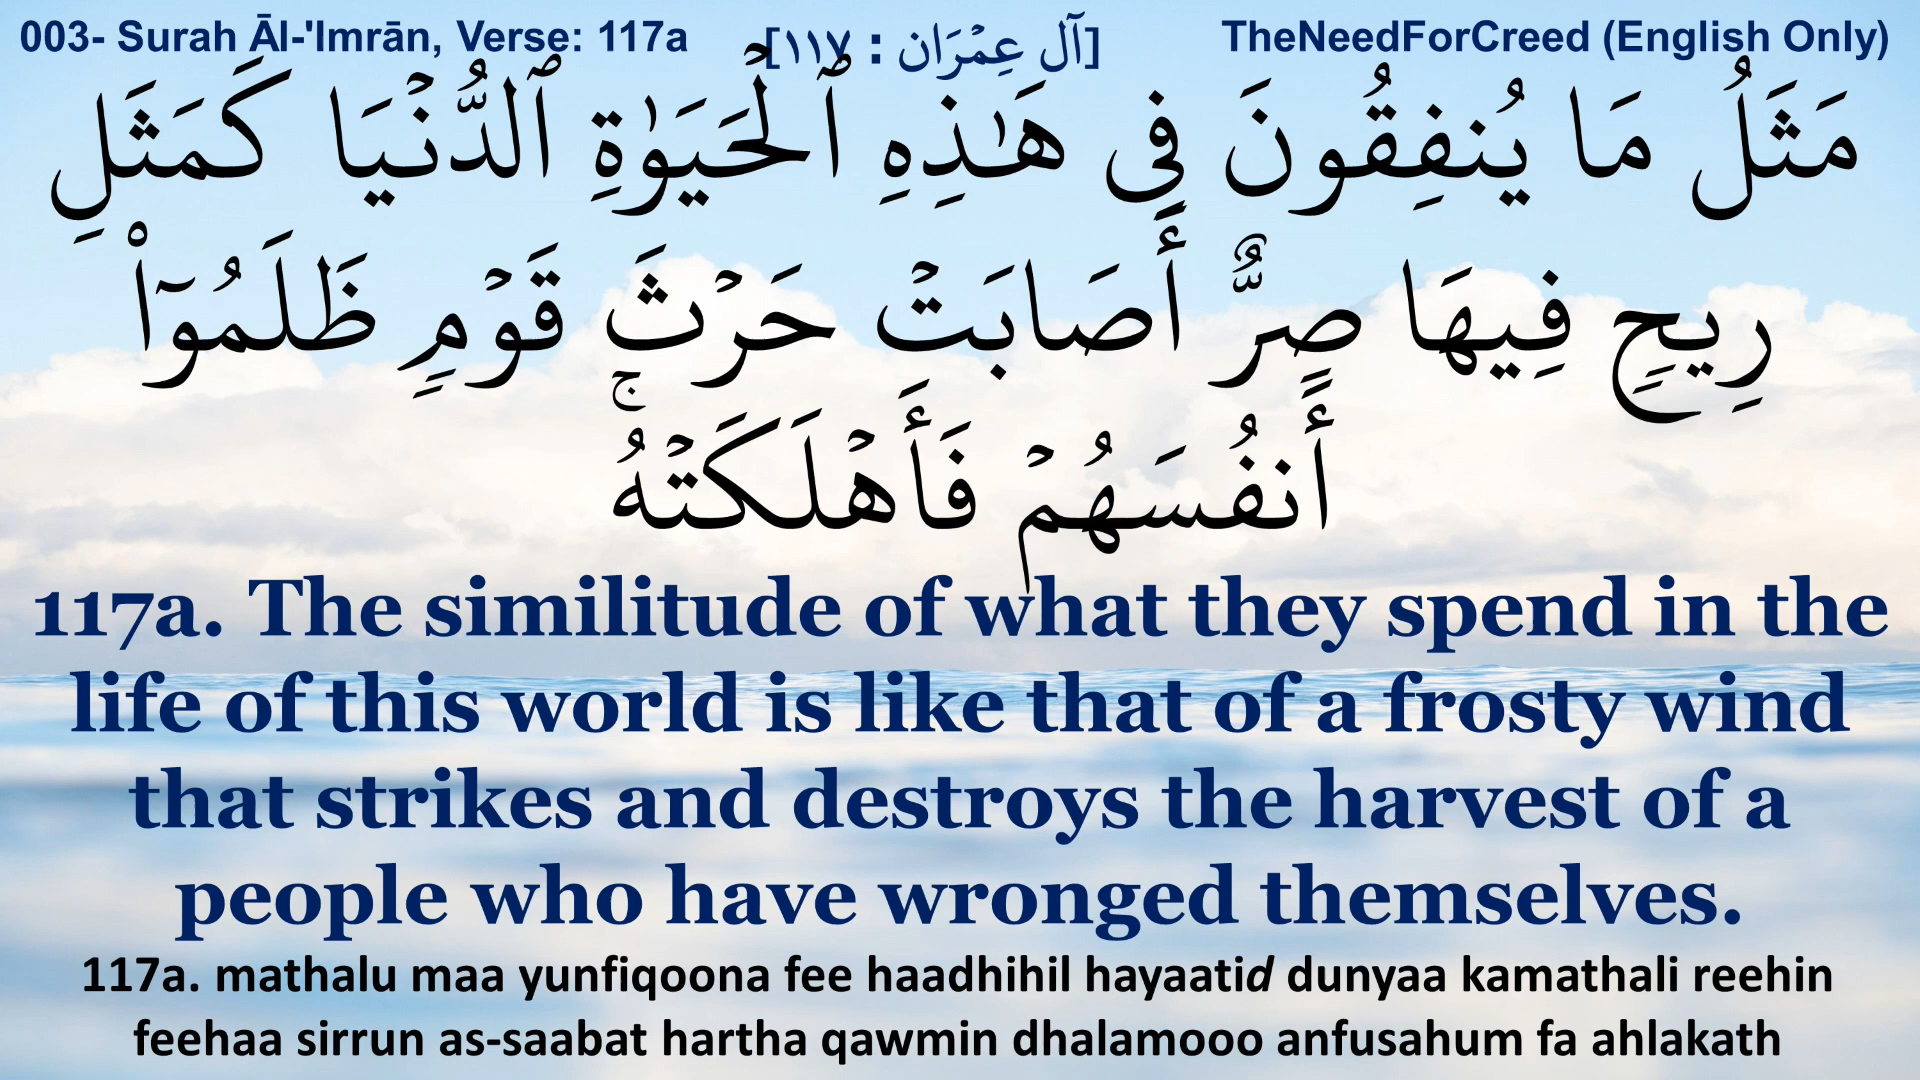 003- Surah Āl-'Imrān, Verse: 117a [آل عِمْرَان : ١١٧] TheNeedForCreed (English Only)
مَثَلُ مَا يُنفِقُونَ فِى هَـٰذِهِ ٱلْحَيَوٰةِ ٱلدُّنْيَا كَمَثَلِ
رِيحٍ فِيهَا صِرٌّ أَصَابَتْ حَرْثَ قَوْمٍ ظَلَمُوٓا۟
أَنفُسَهُمْ فَأَهْلَكَتْهُ ۚ
117a. The similitude of what they spend in the
life of this world is like that of a frosty wind
that strikes and destroys the harvest of a
people who have wronged themselves.
117a. mathalu maa yunfiqoona fee haadhihil hayaatid dunyaa kamathali reehin
feehaa sirrun as-saabat hartha qawmin dhalamooo anfusahum fa ahlakath